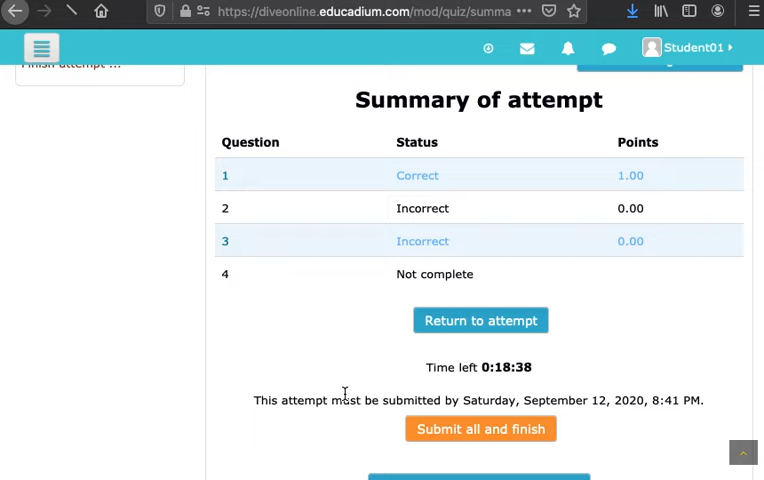 https://diveonline.educadium.com/mod/quiz/summa
Student01
Finish attempt ...
Summary of attempt
Question Status Points
1 Correct 1.00
2 Incorrect 0.00
3 Incorrect 0.00
4 Not complete
Return to attempt
Time left 0:18:38
This attempt must be submitted by Saturday, September 12, 2020, 8:41 PM.
Submit all and finish